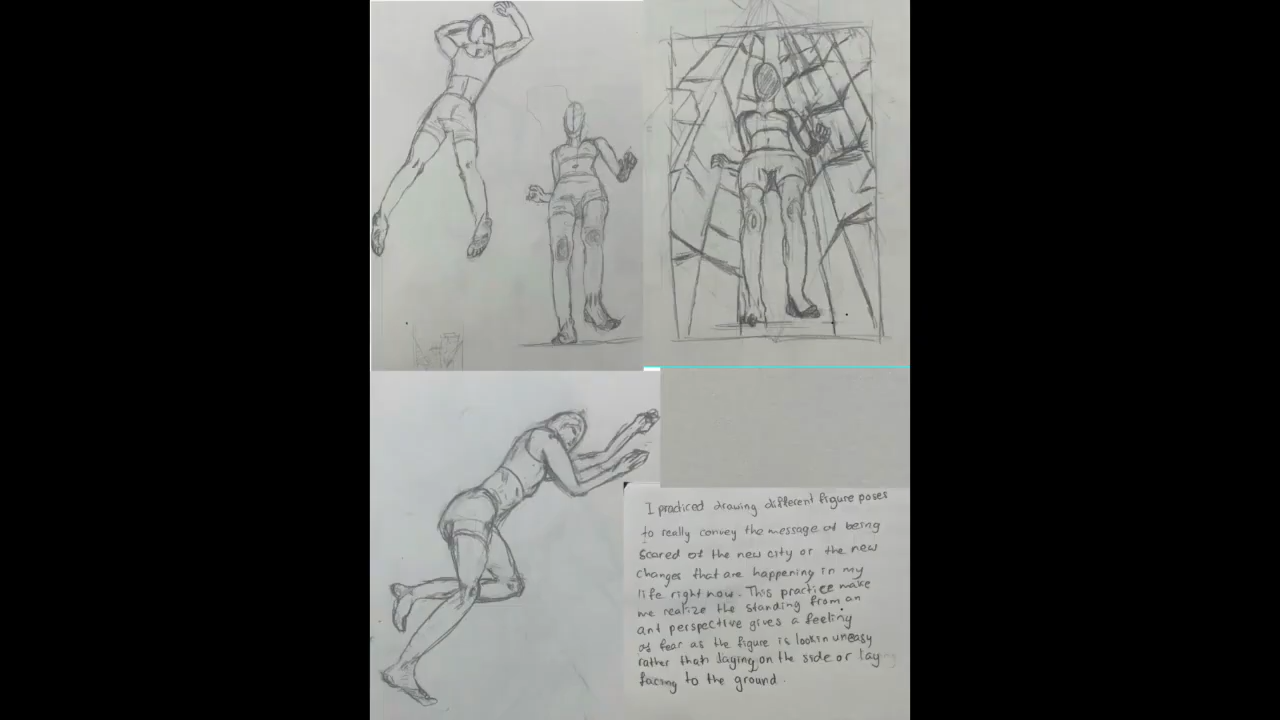 I practiced drawing different figure poses
to really convey the message of being
scared of the new city or the new
changes that are happening in my
life right now. This practice make
me realize the standing from an
ant perspective gives a feeling
of fear as the figure is lookin uneasy
rather than laying on the side or lay
facing to the ground.